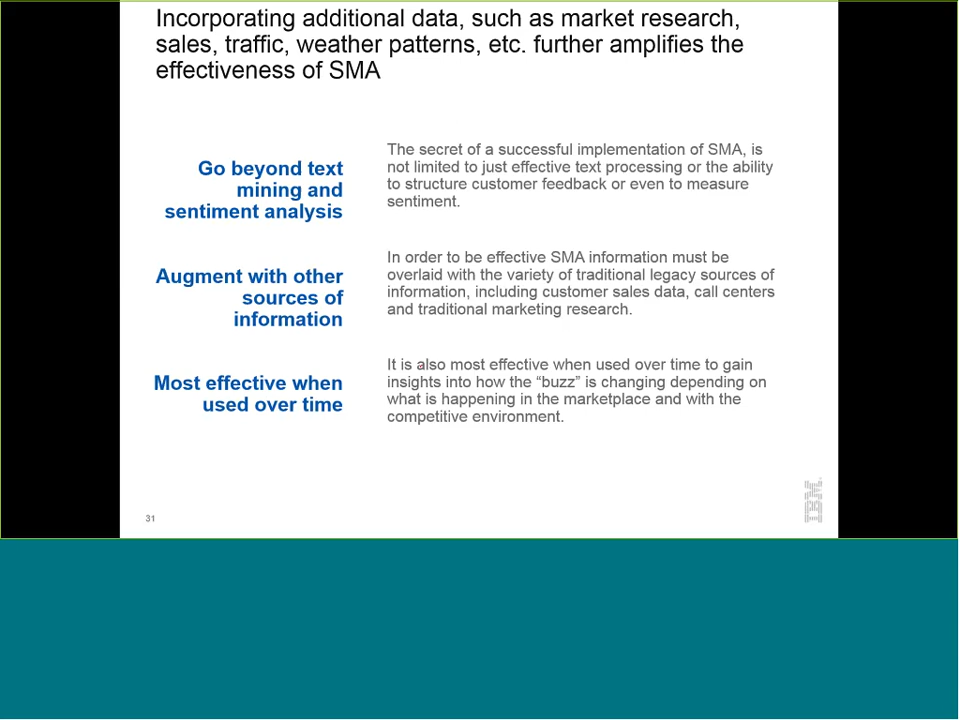 Incorporating additional data, such as market research,
sales, traffic, weather patterns, etc. further amplifies the
effectiveness of SMA
Go beyond text
mining and
sentiment analysis
The secret of a successful implementation of SMA, is
not limited to just effective text processing or the ability
to structure customer feedback or even to measure
sentiment.
Augment with other
sources of
information
In order to be effective SMA information must be
overlaid with the variety of traditional legacy sources of
information, including customer sales data, call centers
and traditional marketing research.
Most effective when
used over time
It is also most effective when used over time to gain
insights into how the “buzz” is changing depending on
what is happening in the marketplace and with the
competitive environment.
31
IBM